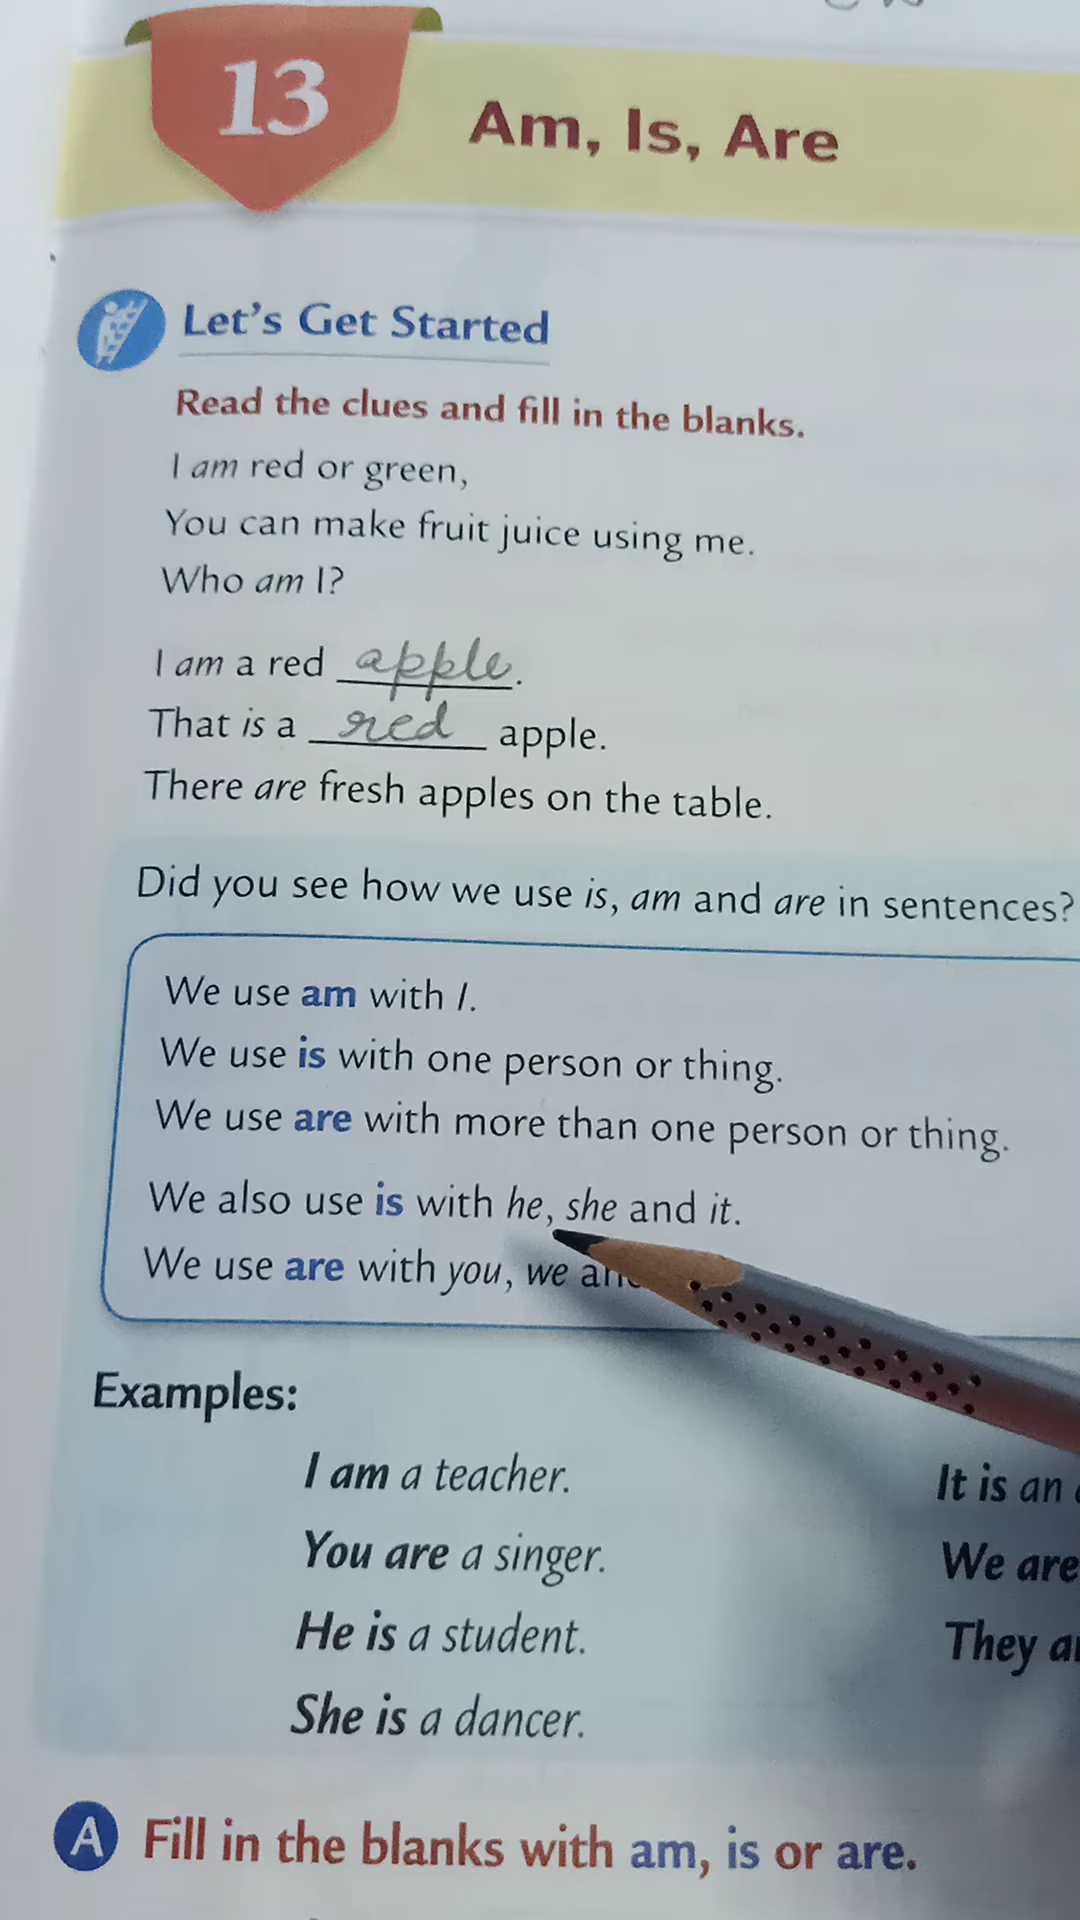 13
Am, Is, Are
Let's Get Started
Read the clues and fill in the blanks.
I am red or green,
You can make fruit juice using me.
Who am I?
I am a red apple.
That is a red apple.
There are fresh apples on the table.
Did you see how we use is, am and are in sentences?
We use am with I.
We use is with one person or thing.
We use are with more than one person or thing.
We also use is with he, she and it.
We use are with you, we
Examples:
I am a teacher.
It is an
You are a singer.
We are
He is a student.
They
She is a dancer.
A Fill in the blanks with am, is or are.